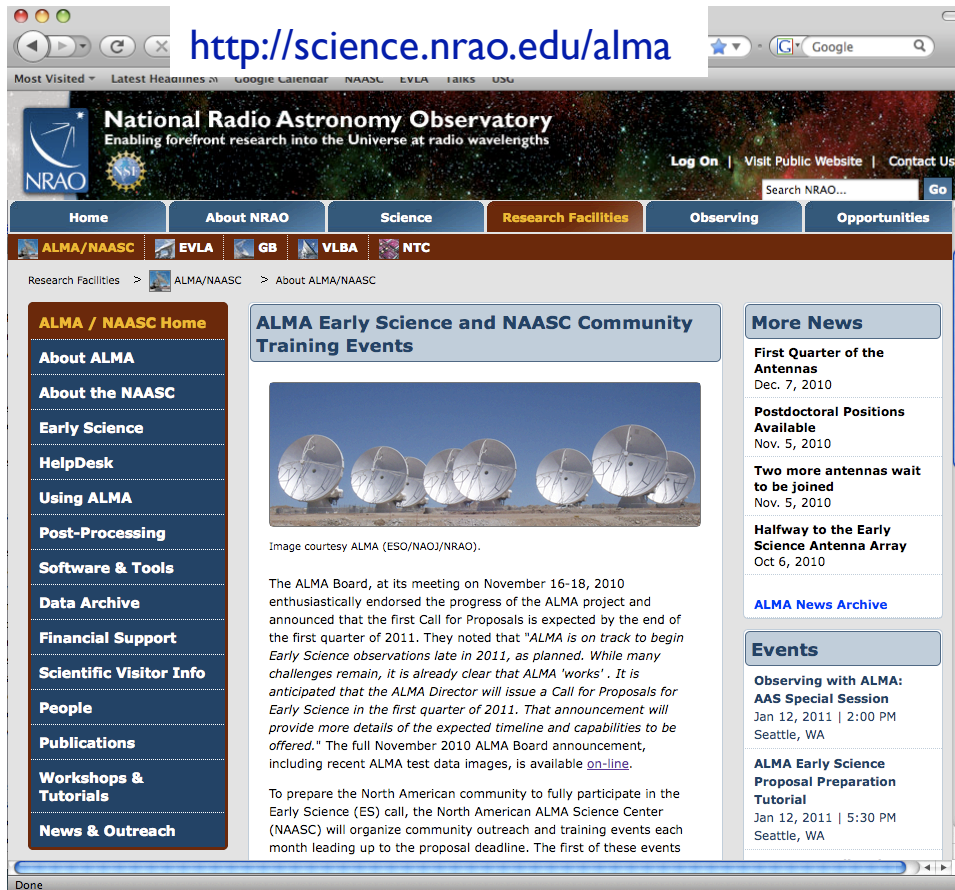 http://science.nrao.edu/alma
Google
Most Visited Latest Headlines Google Calendar NAASC EVLA Talks USG
National Radio Astronomy Observatory
Enabling forefront research into the Universe at radio wavelengths
NRAO
NSF
Log On | Visit Public Website | Contact Us
Search NRAO... Go
Home About NRAO Science Research Facilities Observing Opportunities
ALMA/NAASC EVLA GB VLBA NTC
Research Facilities > ALMA/NAASC > About ALMA/NAASC
ALMA / NAASC Home
About ALMA
About the NAASC
Early Science
HelpDesk
Using ALMA
Post-Processing
Software & Tools
Data Archive
Financial Support
Scientific Visitor Info
People
Publications
Workshops &
Tutorials
News & Outreach
ALMA Early Science and NAASC Community
Training Events
Image courtesy ALMA (ESO/NAOJ/NRAO).
The ALMA Board, at its meeting on November 16-18, 2010
enthusiastically endorsed the progress of the ALMA project and
announced that the first Call for Proposals is expected by the end of
the first quarter of 2011. They noted that "ALMA is on track to begin
Early Science observations late in 2011, as planned. While many
challenges remain, it is already clear that ALMA 'works' . It is
anticipated that the ALMA Director will issue a Call for Proposals for
Early Science in the first quarter of 2011. That announcement will
provide more details of the expected timeline and capabilities to be
offered." The full November 2010 ALMA Board announcement,
including recent ALMA test data images, is available on-line.
To prepare the North American community to fully participate in the
Early Science (ES) call, the North American ALMA Science Center
(NAASC) will organize community outreach and training events each
month leading up to the proposal deadline. The first of these events
More News
First Quarter of the
Antennas
Dec. 7, 2010
Postdoctoral Positions
Available
Nov. 5, 2010
Two more antennas wait
to be joined
Nov. 5, 2010
Halfway to the Early
Science Antenna Array
Oct 6, 2010
ALMA News Archive
Events
Observing with ALMA:
AAS Special Session
Jan 12, 2011 | 2:00 PM
Seattle, WA
ALMA Early Science
Proposal Preparation
Tutorial
Jan 12, 2011 | 5:30 PM
Seattle, WA
Done